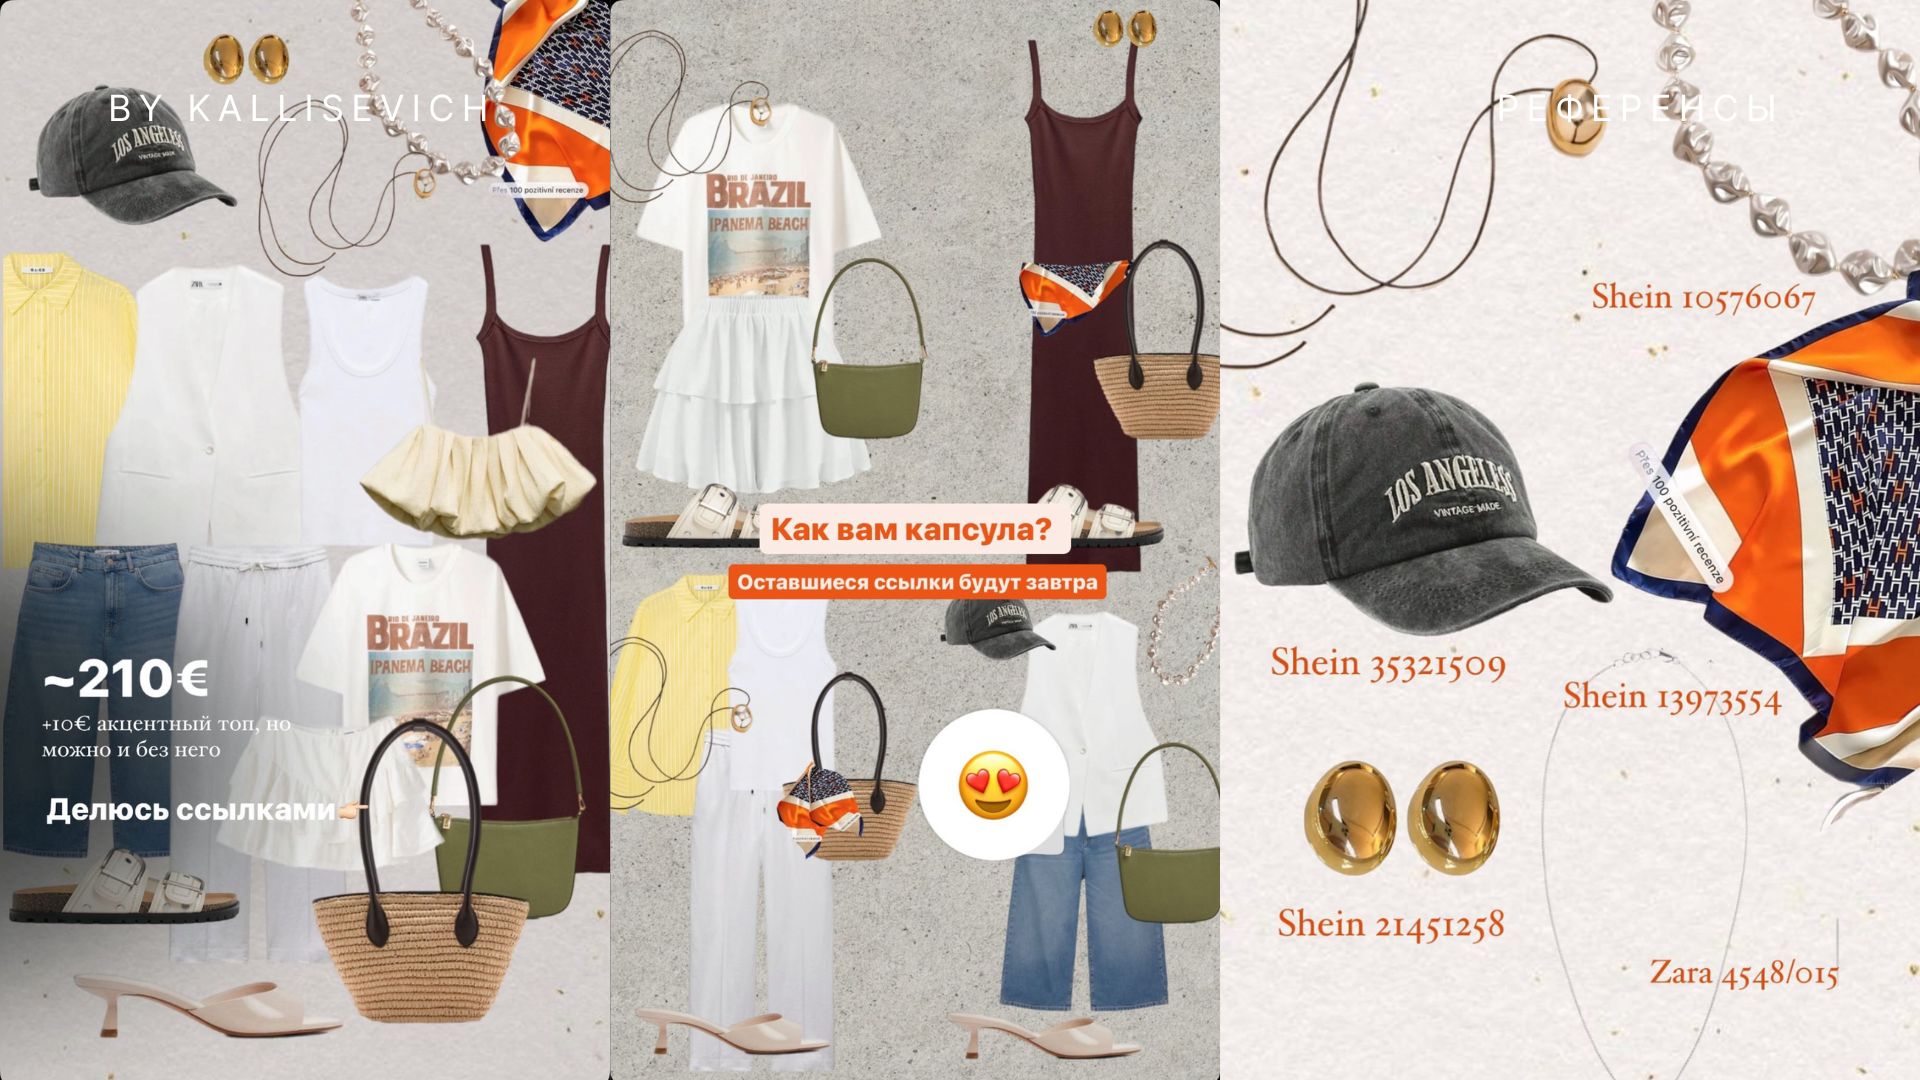 BY KALLISEVICH
LOS ANGELES
VINTAGE MADE
Přes 100 pozitivní recenze
RIO DE JANEIRO
BRAZIL
IPANEMA BEACH
~210€
+10€ акцентный топ, но
можно и без него
Делюсь ссылками👉🏻
RIO DE JANEIRO
BRAZIL
IPANEMA BEACH
Как вам капсула?
Оставшиеся ссылки будут завтра
LOS ANGELES
РЕФЕРЕНСЫ
Shein 10576067
LOS ANGELES
VINTAGE MADE
Přes 100 pozitivní recenze
Shein 35321509
Shein 13973554
Shein 21451258
Zara 4548/015